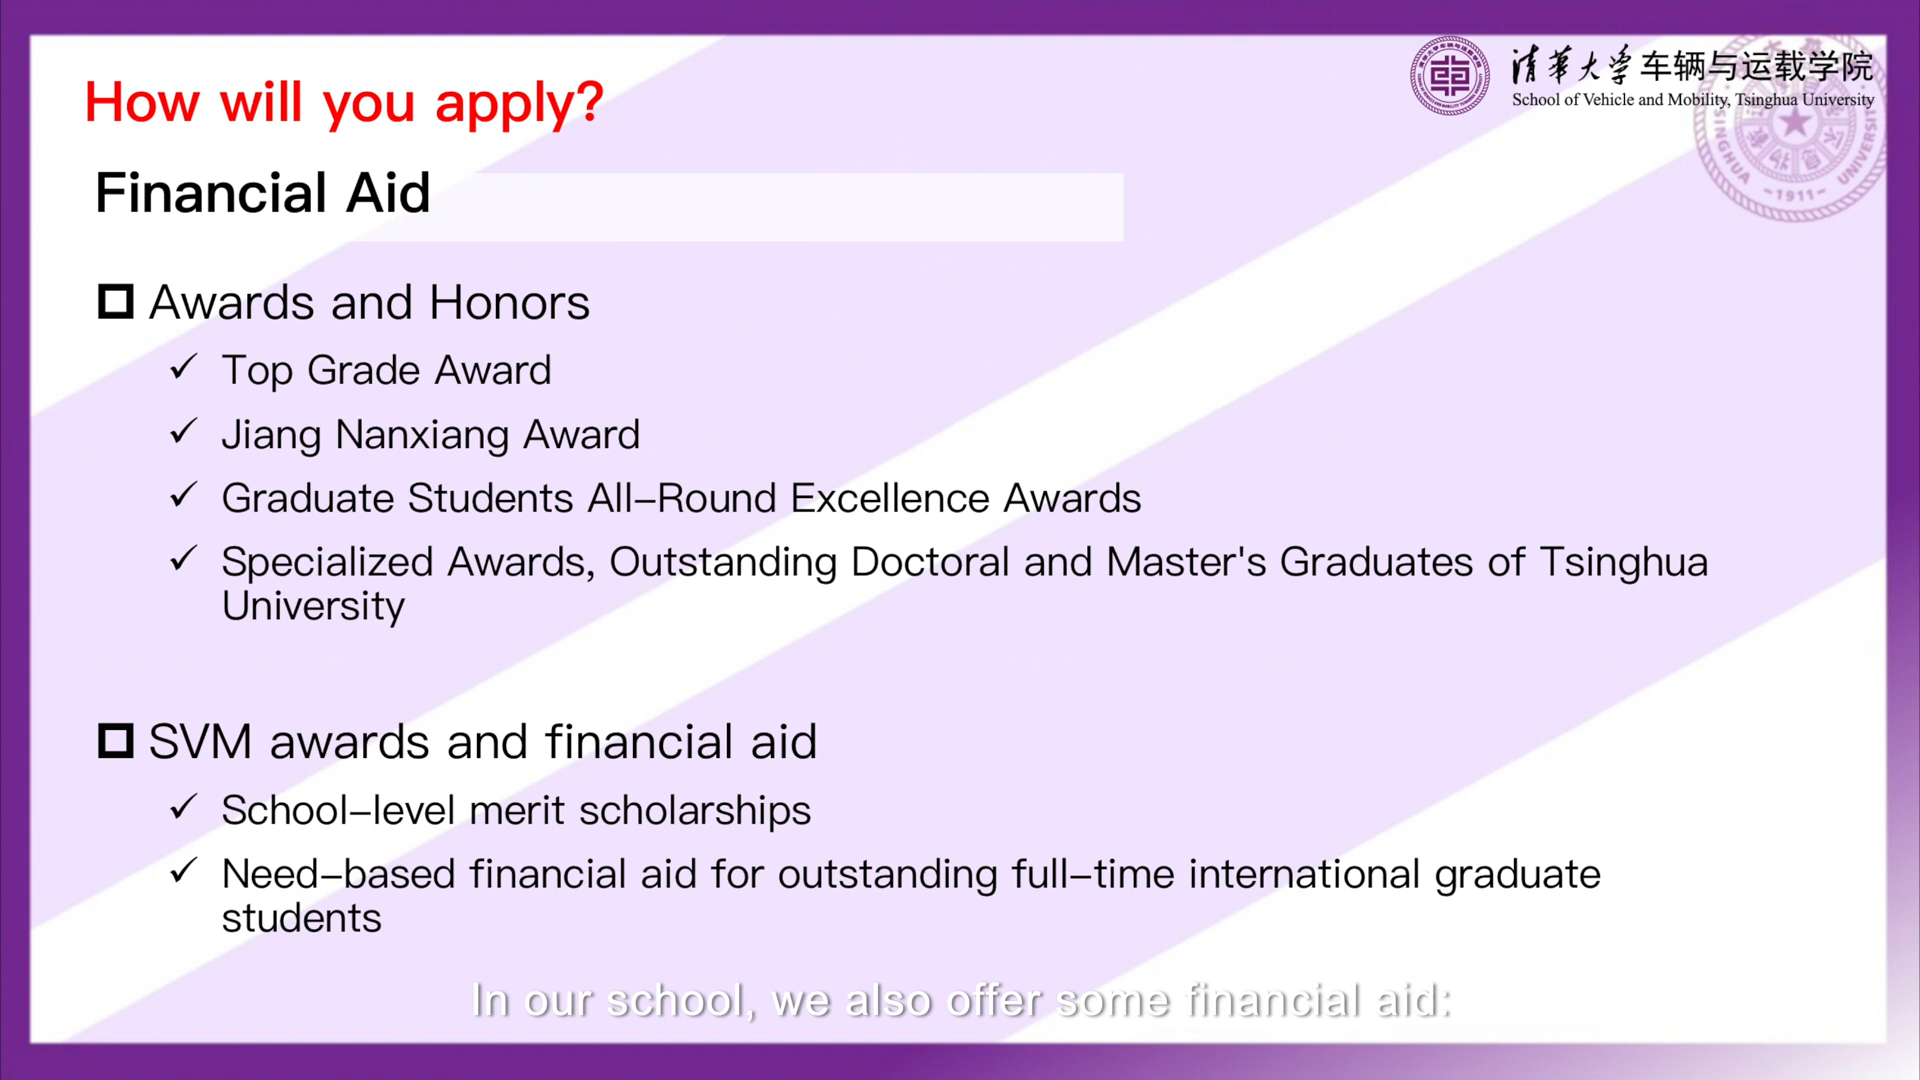 清華大学车辆与运载学院
School of Vehicle and Mobility, Tsinghua University
How will you apply?
Financial Aid
Awards and Honors
✓ Top Grade Award
✓ Jiang Nanxiang Award
✓ Graduate Students All–Round Excellence Awards
✓ Specialized Awards, Outstanding Doctoral and Master's Graduates of Tsinghua
University
SVM awards and financial aid
✓ School–level merit scholarships
✓ Need–based financial aid for outstanding full–time international graduate
students
In our school, we also offer some financial aid:
TSINGHUA UNIVERSITY
–1911–